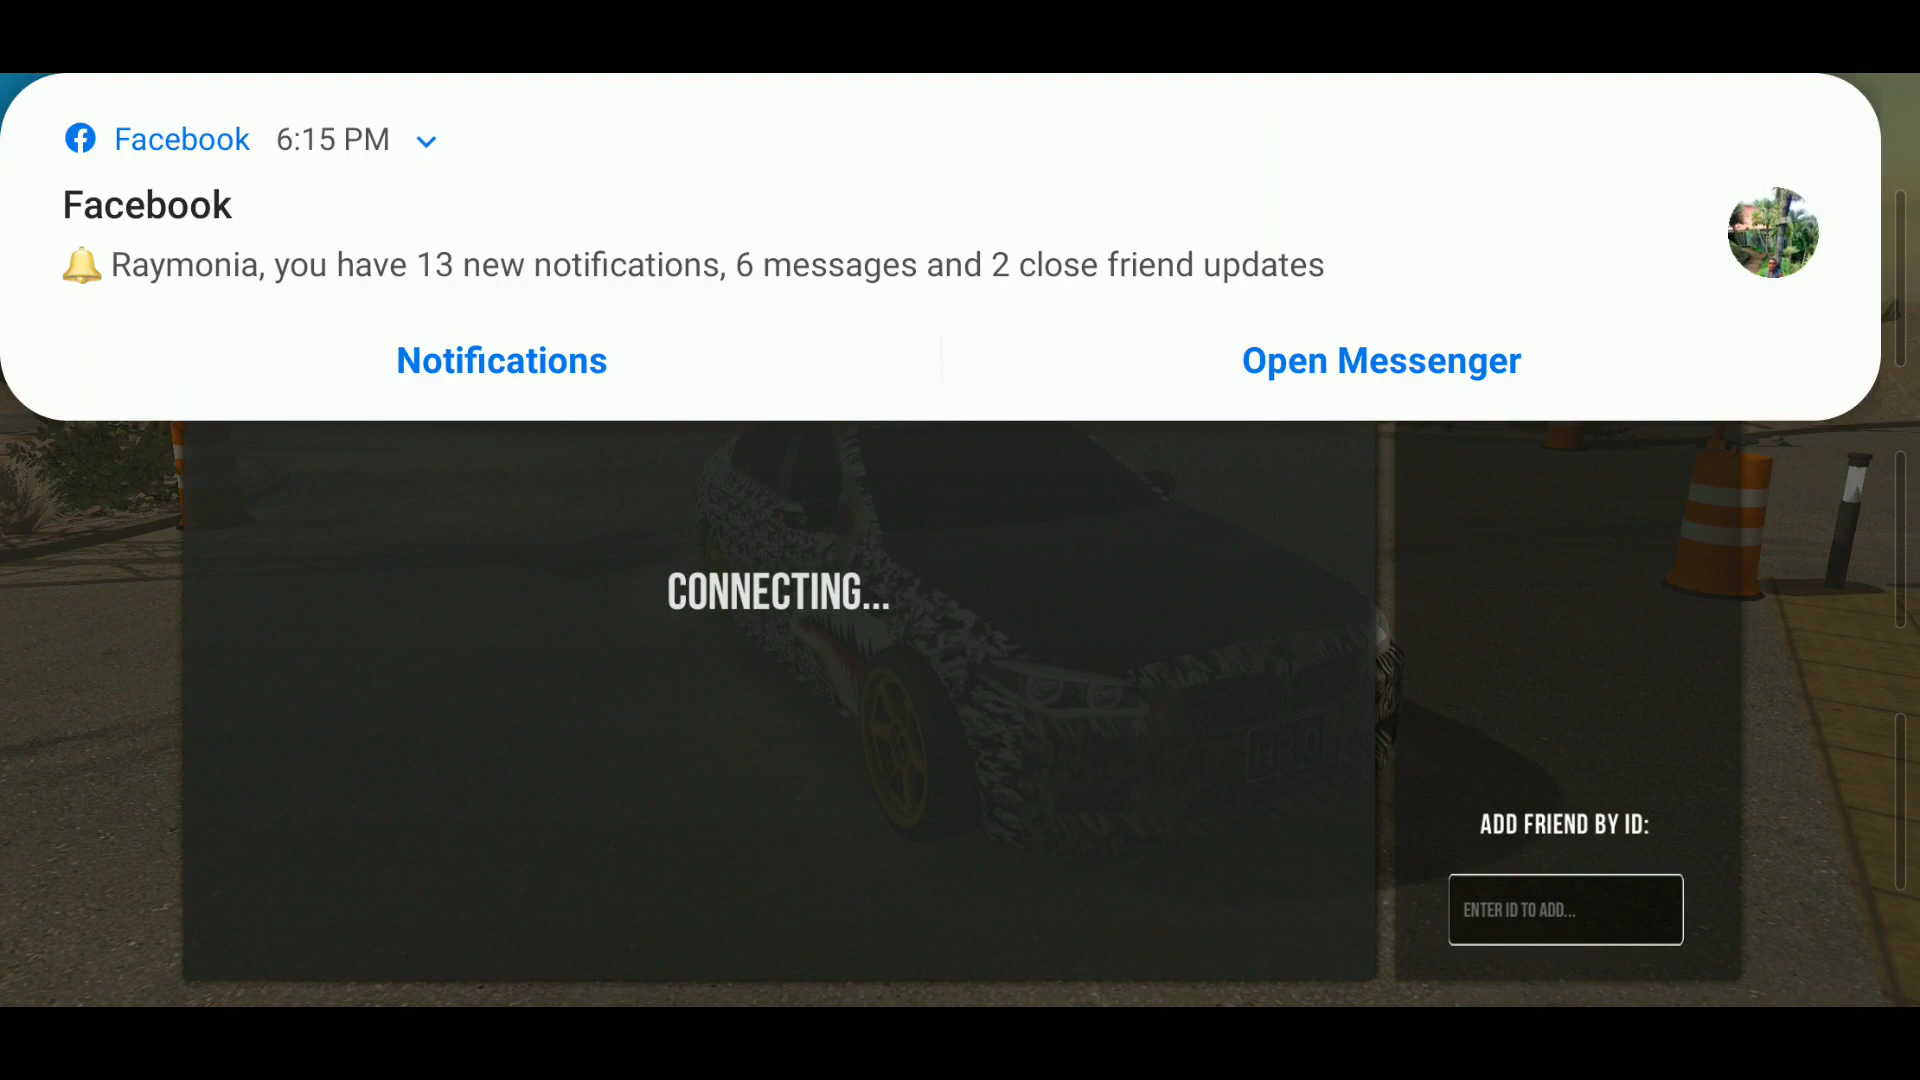 Facebook 6:15 PM
Facebook
🔔 Raymonia, you have 13 new notifications, 6 messages and 2 close friend updates
Notifications Open Messenger
CONNECTING...
ADD FRIEND BY ID:
ENTER ID TO ADD...